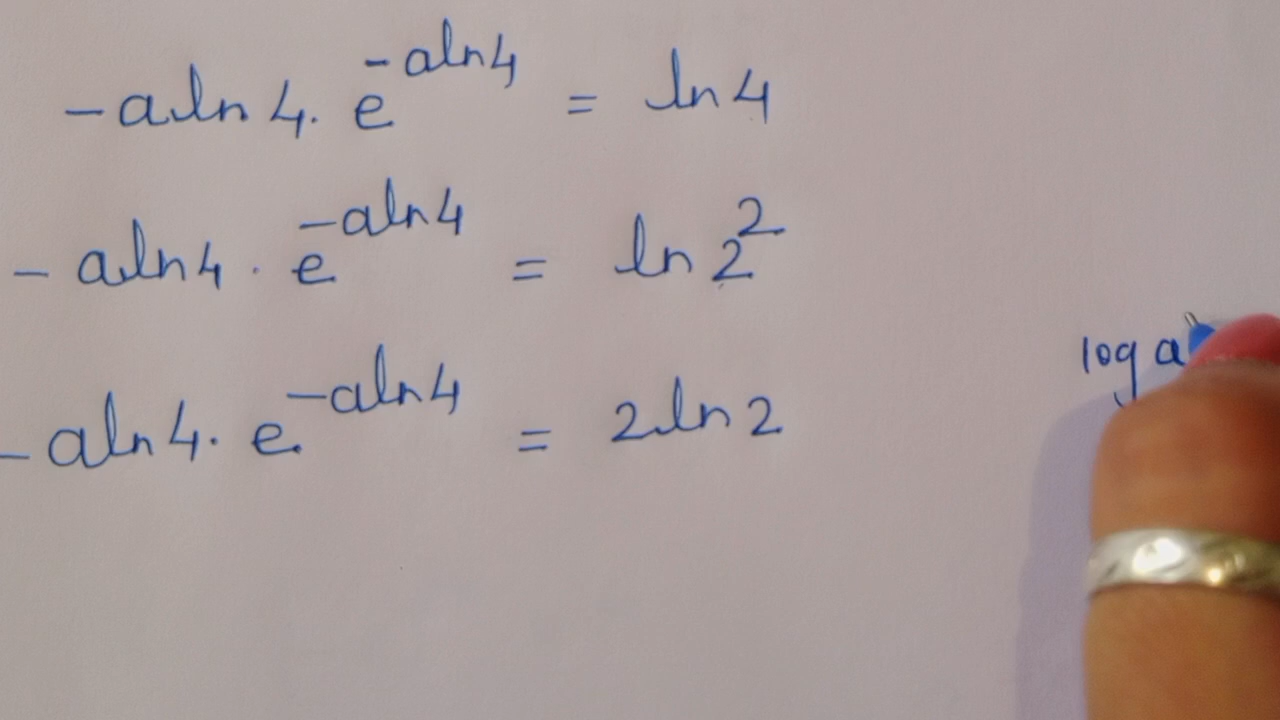 -aln4. e^{-aln4} = ln4
-aln4 · e^{-aln4} = ln2^2
-aln4 · e^{-aln4} = 2ln2
log a